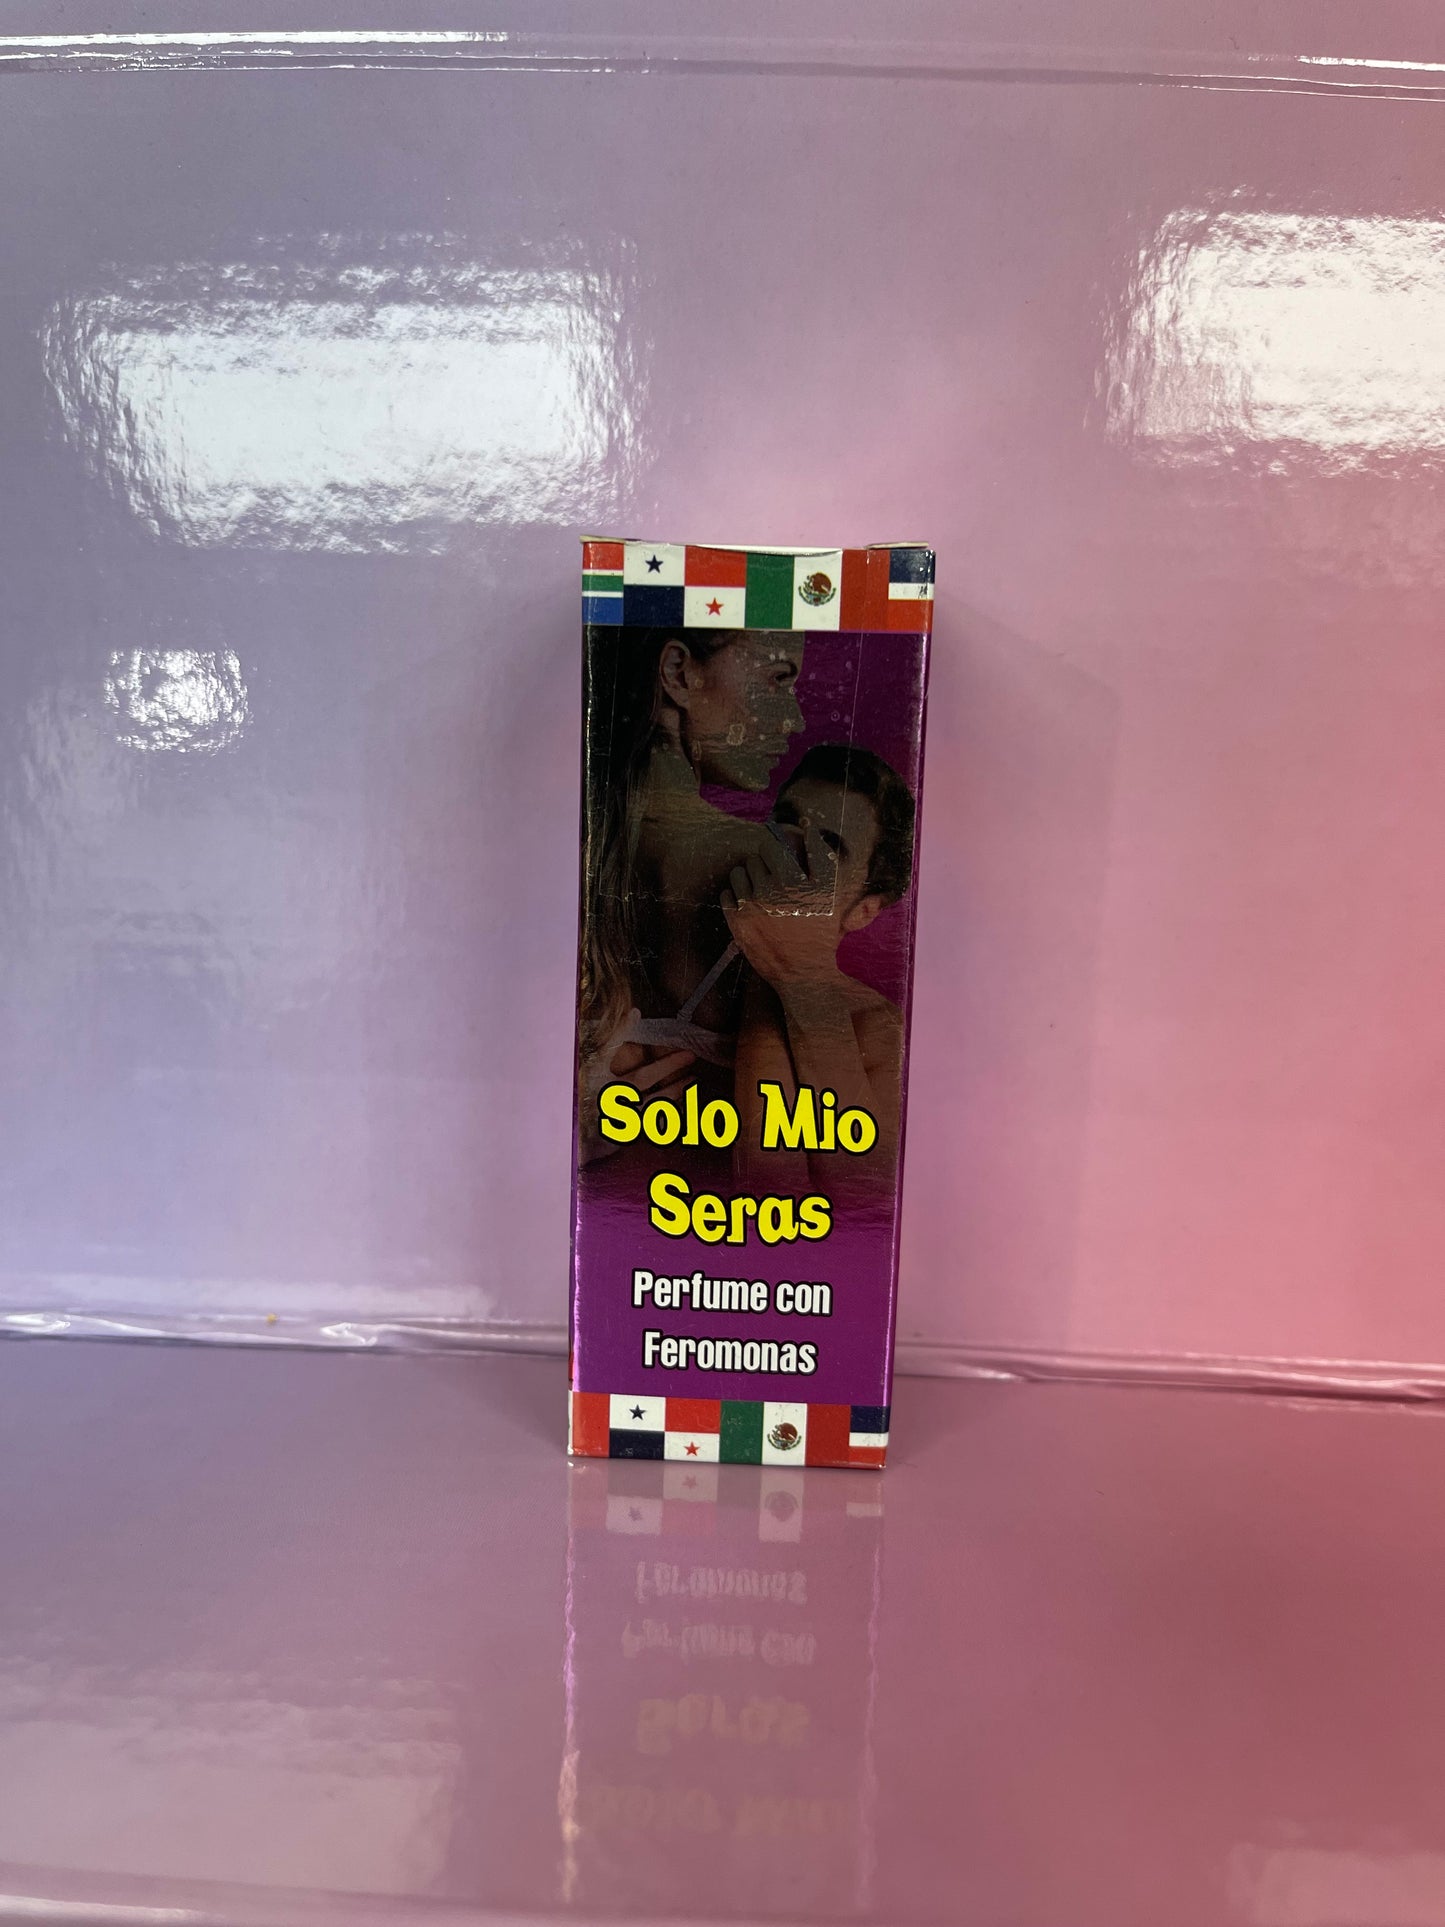 Solo Mio
Seras
Perfume con
Feromonas